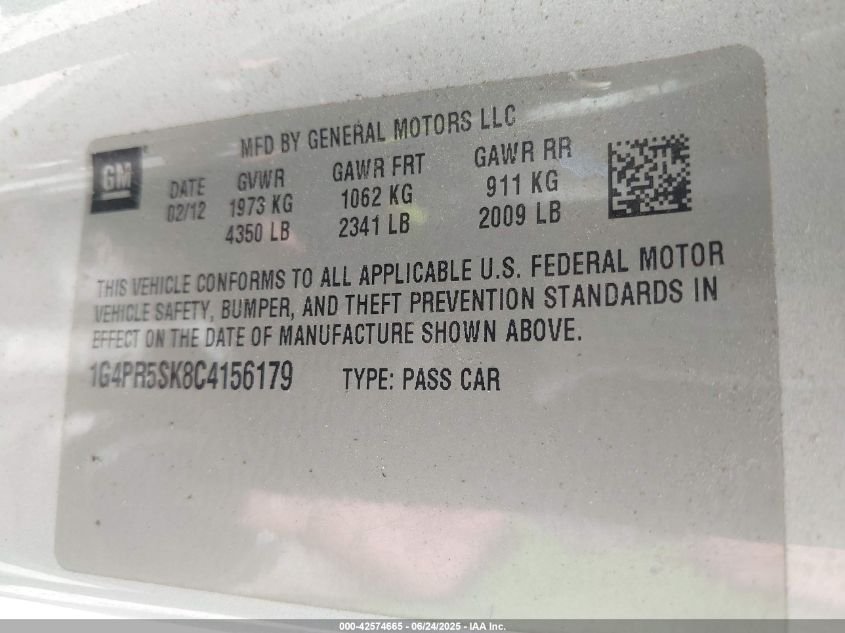 MFD BY GENERAL MOTORS LLC
GM
DATE GVWR GAWR FRT GAWR RR
02/12 1973 KG 1062 KG 911 KG
4350 LB 2341 LB 2009 LB
THIS VEHICLE CONFORMS TO ALL APPLICABLE U.S. FEDERAL MOTOR
VEHICLE SAFETY, BUMPER, AND THEFT PREVENTION STANDARDS IN
EFFECT ON THE DATE OF MANUFACTURE SHOWN ABOVE.
1G4PR5SK8C4156179 TYPE: PASS CAR
000-42574665 - 06/24/2025 - IAA Inc.